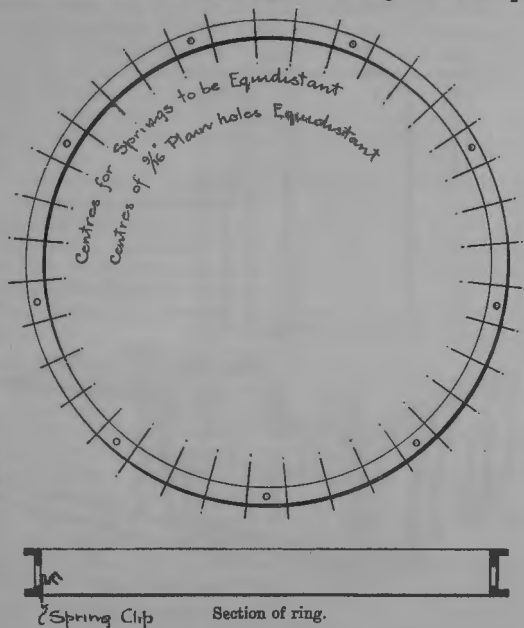 Centres for Springs to be Equidistant
Centres of 9/16" Plain holes Equidistant
Spring Clip
Section of ring.